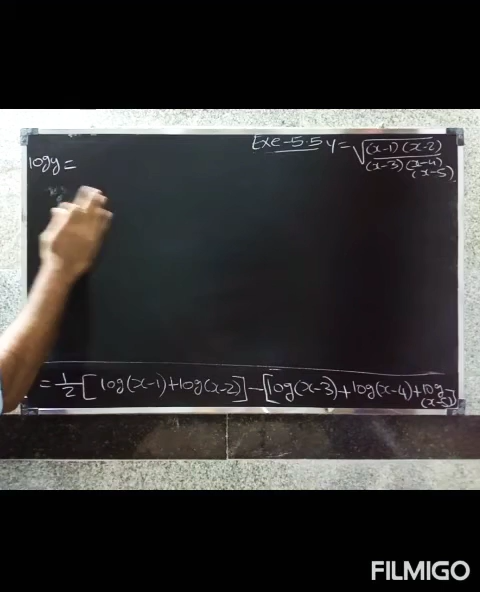 Exe-5.5 y = √(x-1)(x-2)
(x-3)(x-4)
(x-5)
logy =
= 1/2 [ log(x-1)+log(x-2)] - [log(x-3)+log(x-4)+log
(x-5)]
FILMIGO